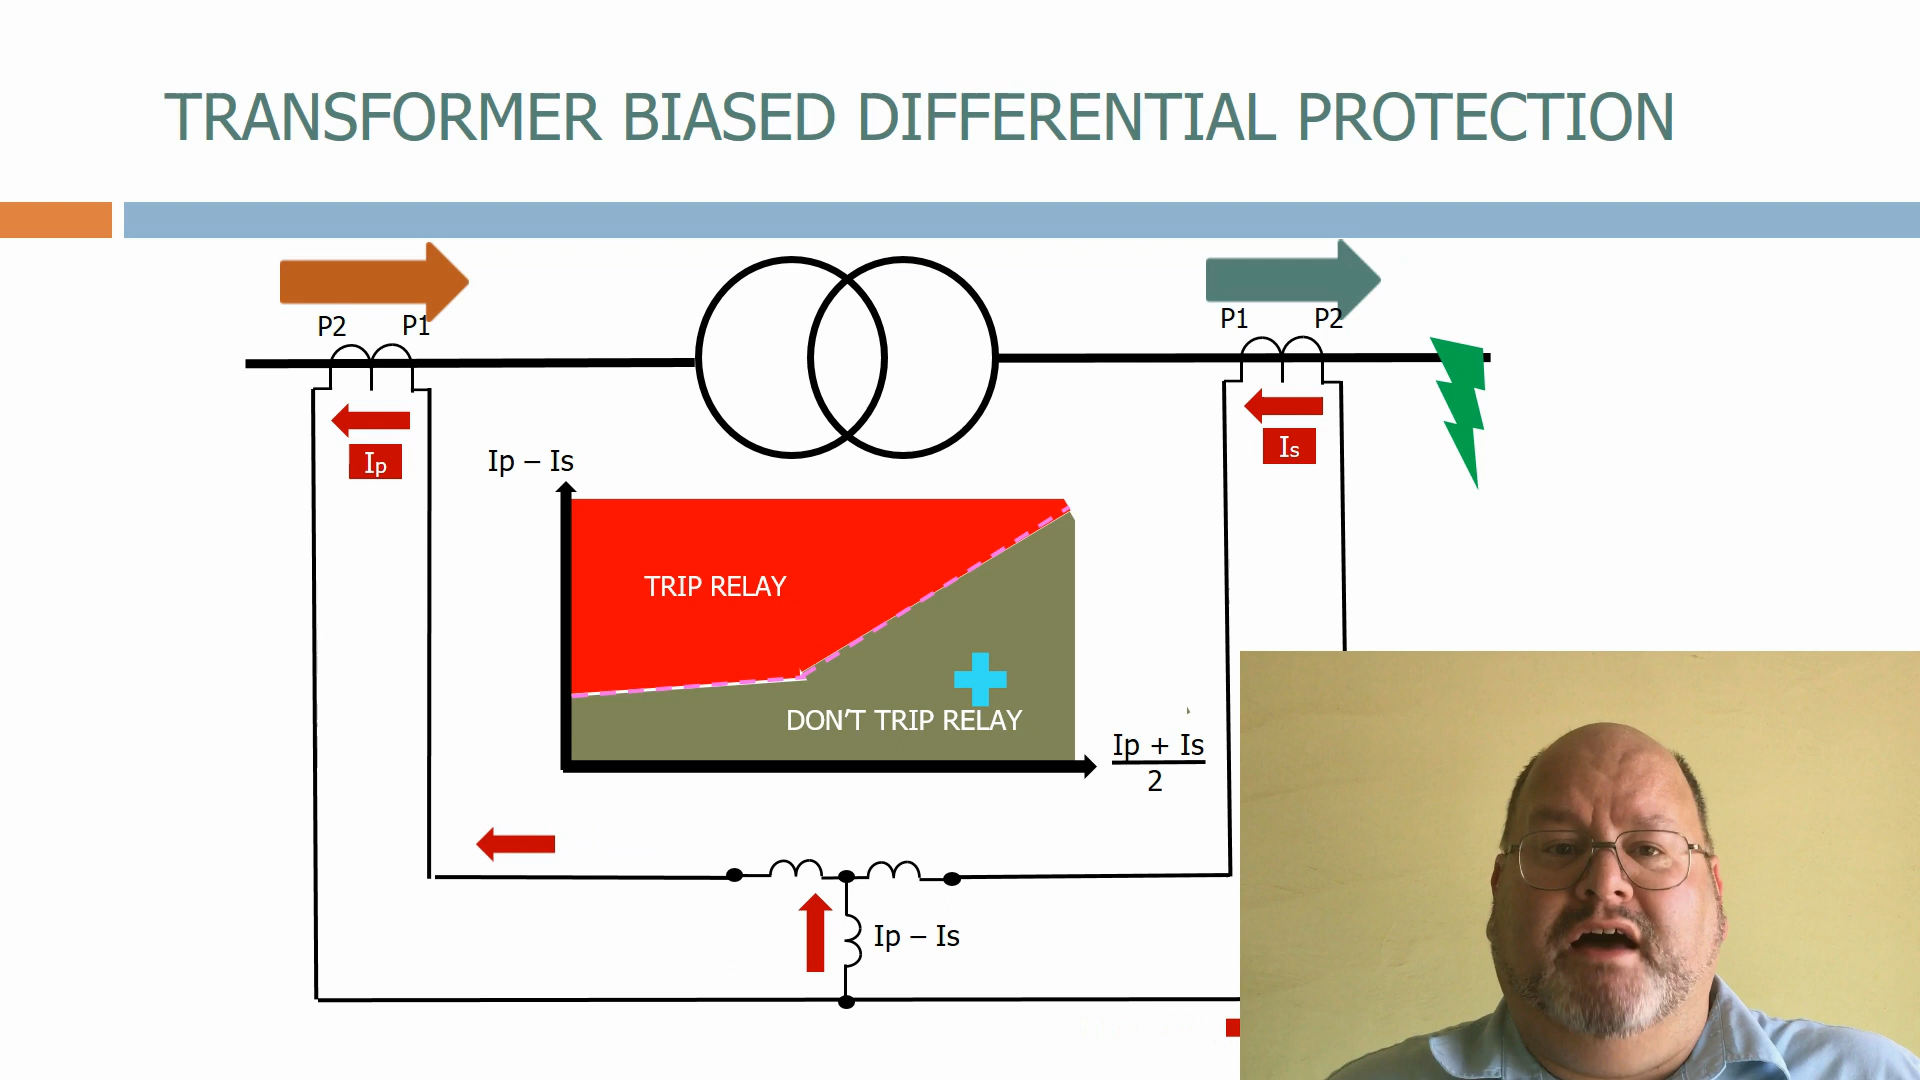 TRANSFORMER BIASED DIFFERENTIAL PROTECTION
P2 P1
P1 P2
Ip
Is
Ip – Is
TRIP RELAY
DON'T TRIP RELAY
Ip + Is
2
Ip – Is